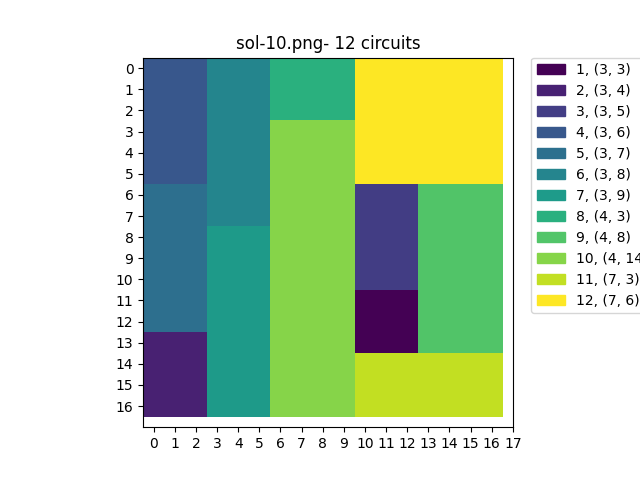 sol-10.png- 12 circuits
0
1
2
3
4
5
6
7
8
9
10
11
12
13
14
15
16
0 1 2 3 4 5 6 7 8 9 10 11 12 13 14 15 16 17
1, (3, 3)
2, (3, 4)
3, (3, 5)
4, (3, 6)
5, (3, 7)
6, (3, 8)
7, (3, 9)
8, (4, 3)
9, (4, 8)
10, (4, 14
11, (7, 3)
12, (7, 6)